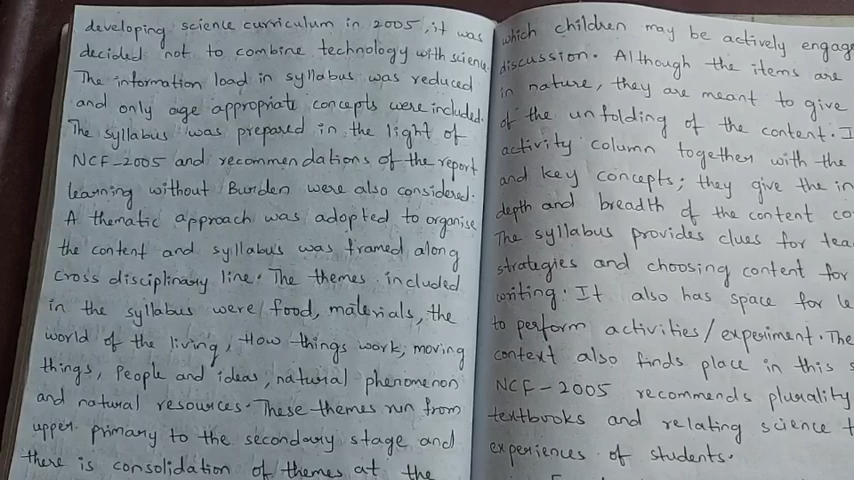 developing science curriculum in 2005, it was
decided not to combine technology with science.
The information load in syllabus was reduced
and only age appropriate concepts were included.
The syllabus was prepared in the light of
NCF-2005 and recommendations of the report
learning without Burden were also considered.
A thematic approach was adopted to organise
the content and syllabus was framed along
cross disciplinary line. The themes included
in the syllabus were food, materials, the
world of the living, How things work, moving
things, People and ideas, natural phenomenon
and natural resources. These themes run from
upper primary to the secondary stage and
there is consolidation of themes at the
which children may be actively engage
discussion. Although the items are
in nature, they are meant to give
of the unfolding of the content. I
activity column together with the
and key concepts; they give the in
depth and breadth of the content co
The syllabus provides clues for tea
strategies and choosing content for
writing. It also has space for le
to perform activities/experiment. The
context also finds place in this s
NCF-2005 recommends plurality
textbooks and relating science t
experiences of students.